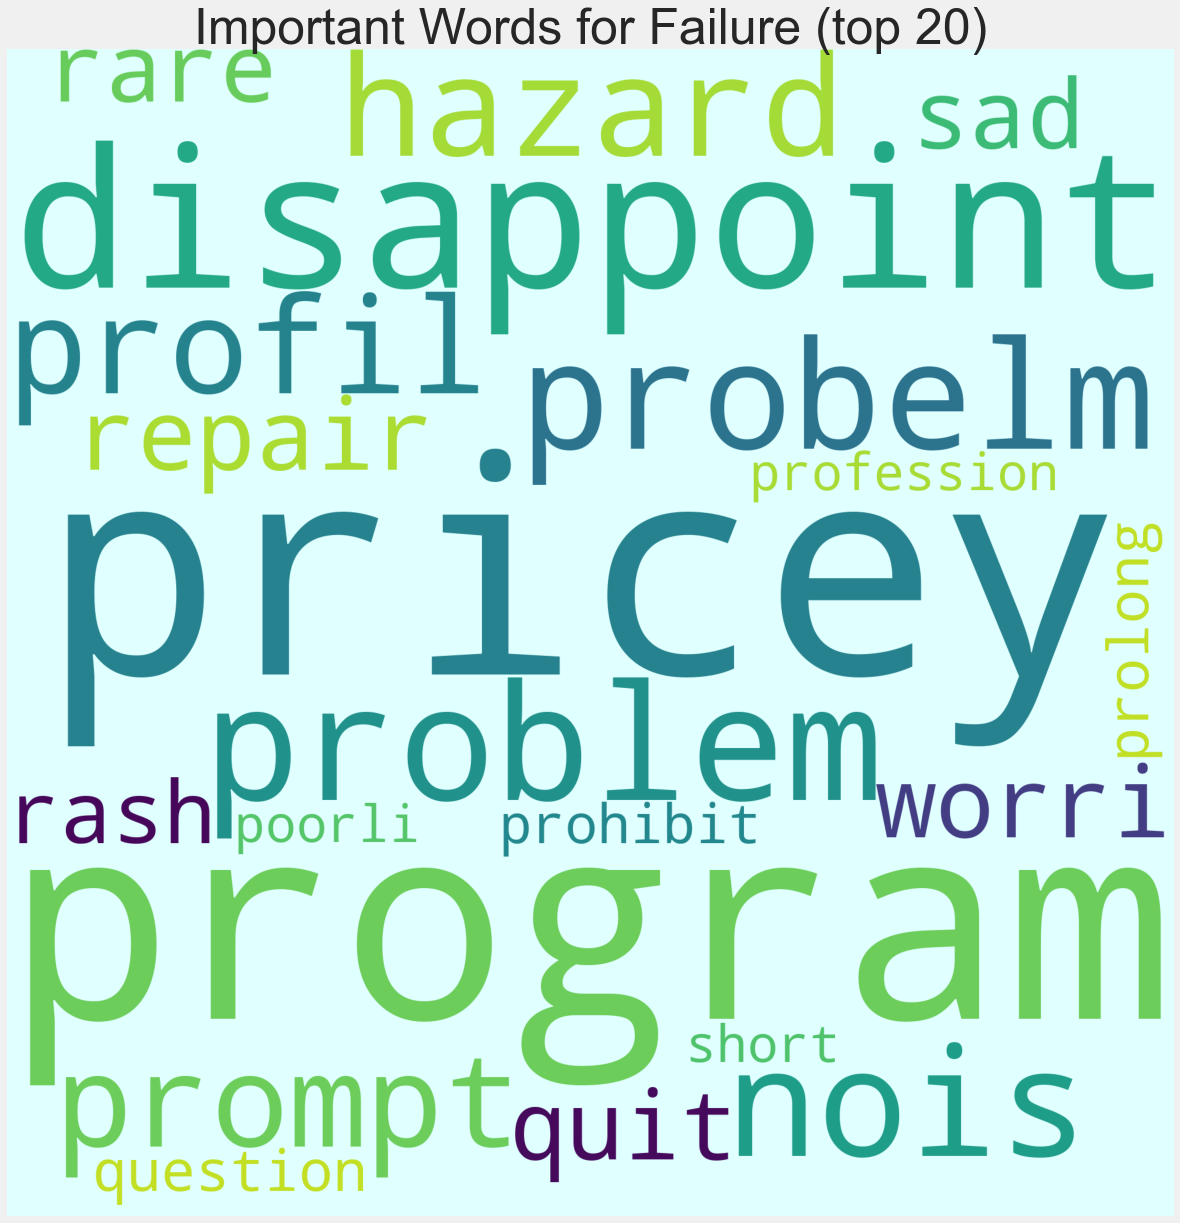 Important Words for Failure (top 20)
rare
hazard
sad
disappoint
profil
probelm
repair
profession
pricey
prolong
problem
rash
worri
poorli
prohibit
program
short
prompt
quit
nois
question